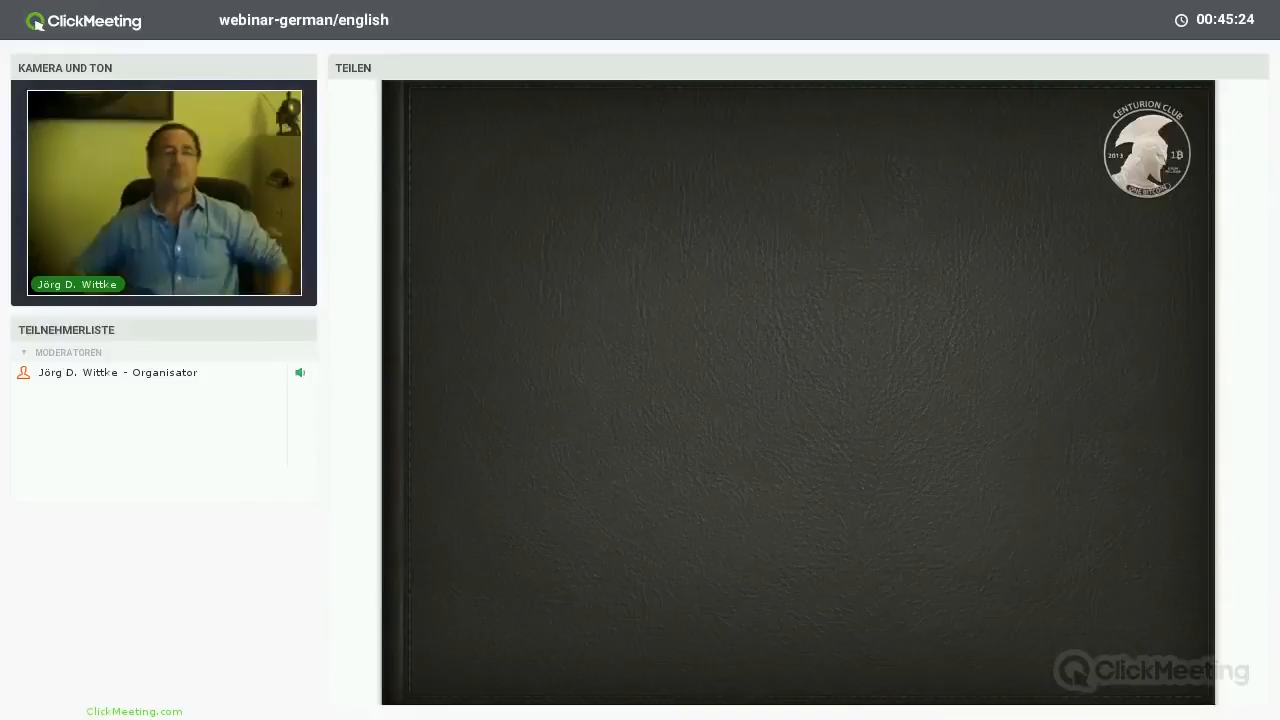 ClickMeeting
webinar-german/english
00:45:24
KAMERA UND TON
Jörg D. Wittke
TEILNEHMERLISTE
MODERATOREN
Jörg D. Wittke - Organisator
TEILEN
CENTURION CLUB
2013
1₿
ONE BITCOIN
ClickMeeting
ClickMeeting.com